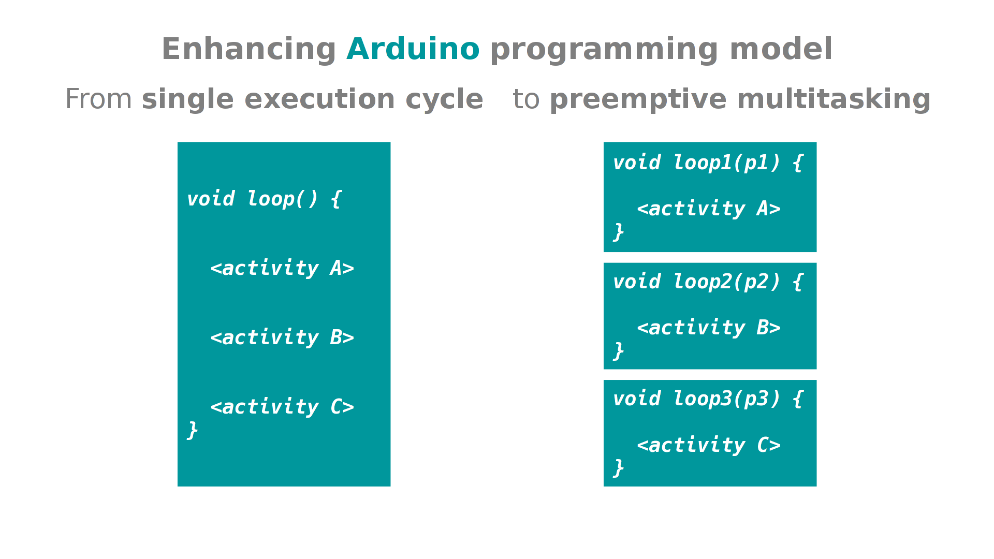 Enhancing Arduino programming model
From single execution cycle to preemptive multitasking
void loop() {
<activity A>
<activity B>
<activity C>
}
void loop1(p1) {
<activity A>
}
void loop2(p2) {
<activity B>
}
void loop3(p3) {
<activity C>
}